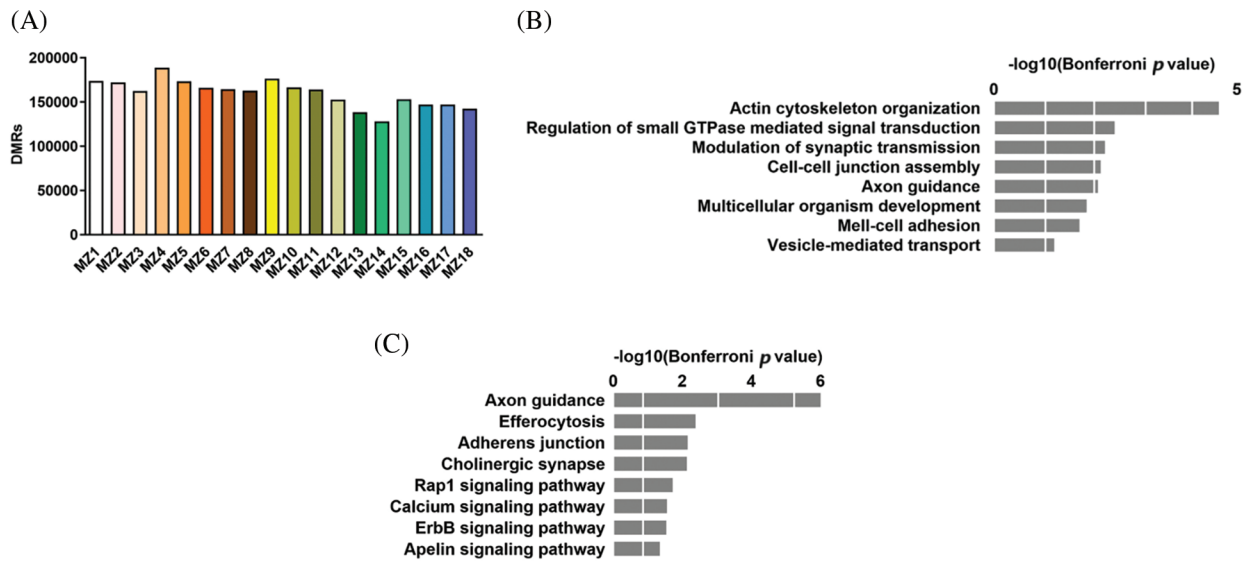 (A)
(B)
200000
150000
100000
50000
0
DMRs
MZ1 MZ2 MZ3 MZ4 MZ5 MZ6 MZ7 MZ8 MZ9 MZ10 MZ11 MZ12 MZ13 MZ14 MZ15 MZ16 MZ17 MZ18
-log10(Bonferroni p value)
0 5
Actin cytoskeleton organization
Regulation of small GTPase mediated signal transduction
Modulation of synaptic transmission
Cell-cell junction assembly
Axon guidance
Multicellular organism development
Mell-cell adhesion
Vesicle-mediated transport
(C)
-log10(Bonferroni p value)
0 2 4 6
Axon guidance
Efferocytosis
Adherens junction
Cholinergic synapse
Rap1 signaling pathway
Calcium signaling pathway
ErbB signaling pathway
Apelin signaling pathway